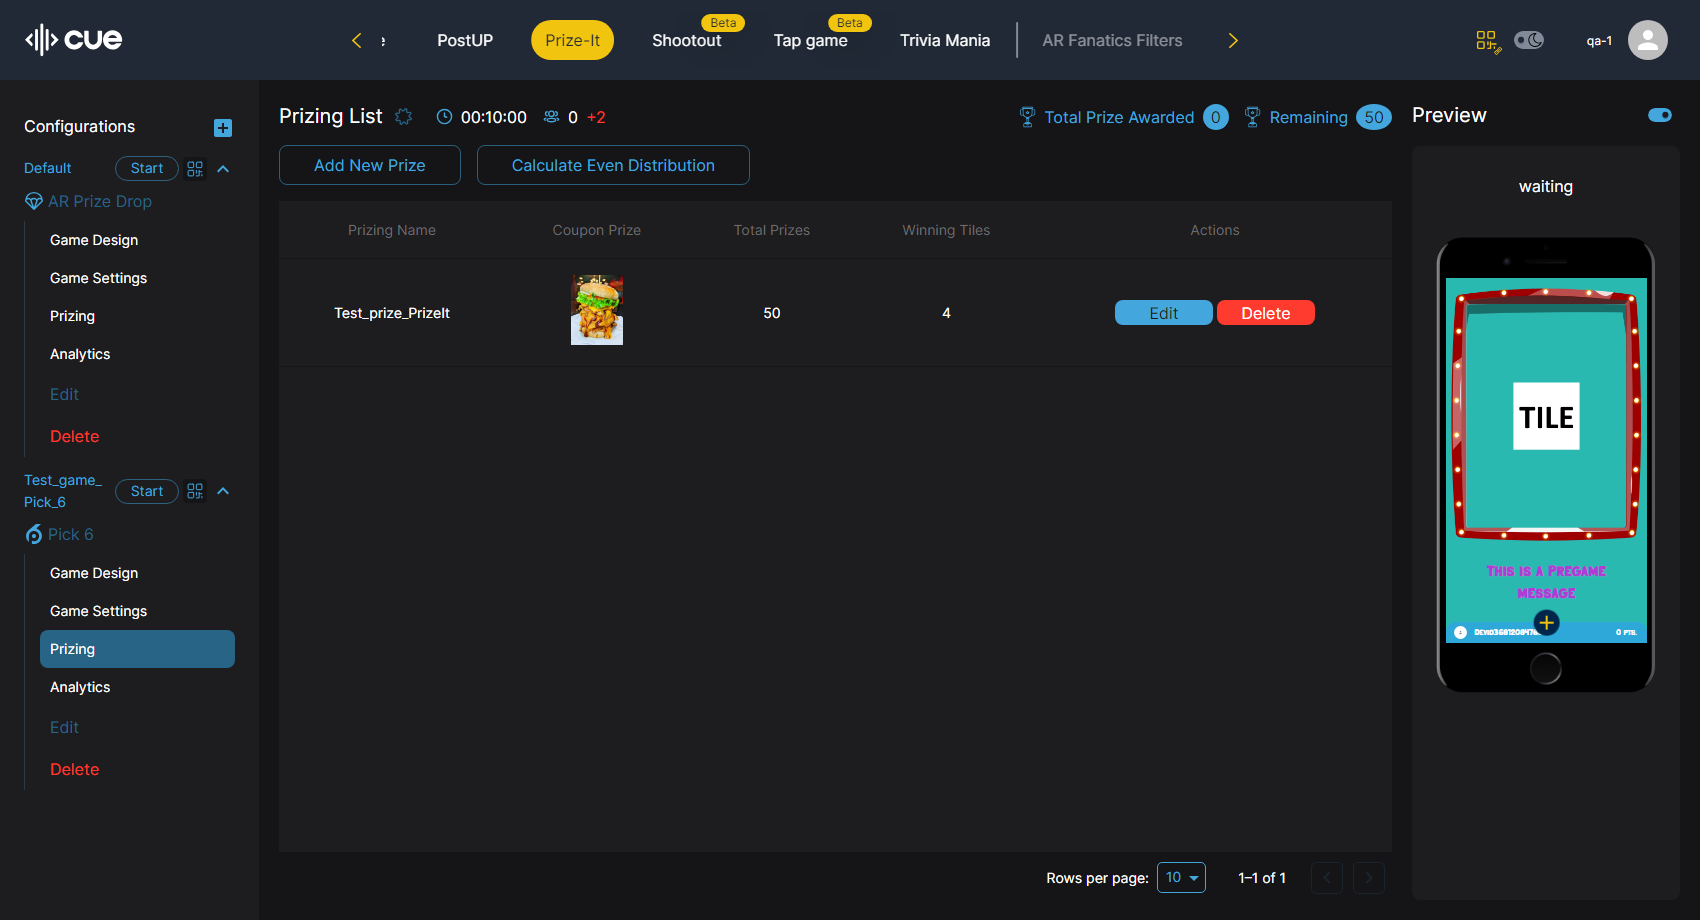 cue
PostUP
Prize-It
Beta
Shootout
Beta
Tap game
Trivia Mania
AR Fanatics Filters
qa-1
Configurations
Default
Start
AR Prize Drop
Game Design
Game Settings
Prizing
Analytics
Edit
Delete
Test_game_
Pick_6
Start
Pick 6
Game Design
Game Settings
Prizing
Analytics
Edit
Delete
Prizing List
00:10:00
0
+2
Total Prize Awarded
0
Remaining
50
Add New Prize
Calculate Even Distribution
Prizing Name
Coupon Prize
Total Prizes
Winning Tiles
Actions
Test_prize_PrizeIt
50
4
Edit
Delete
Rows per page:
10
1–1 of 1
Preview
waiting
TILE
This is a Pregame
message
0 pts.